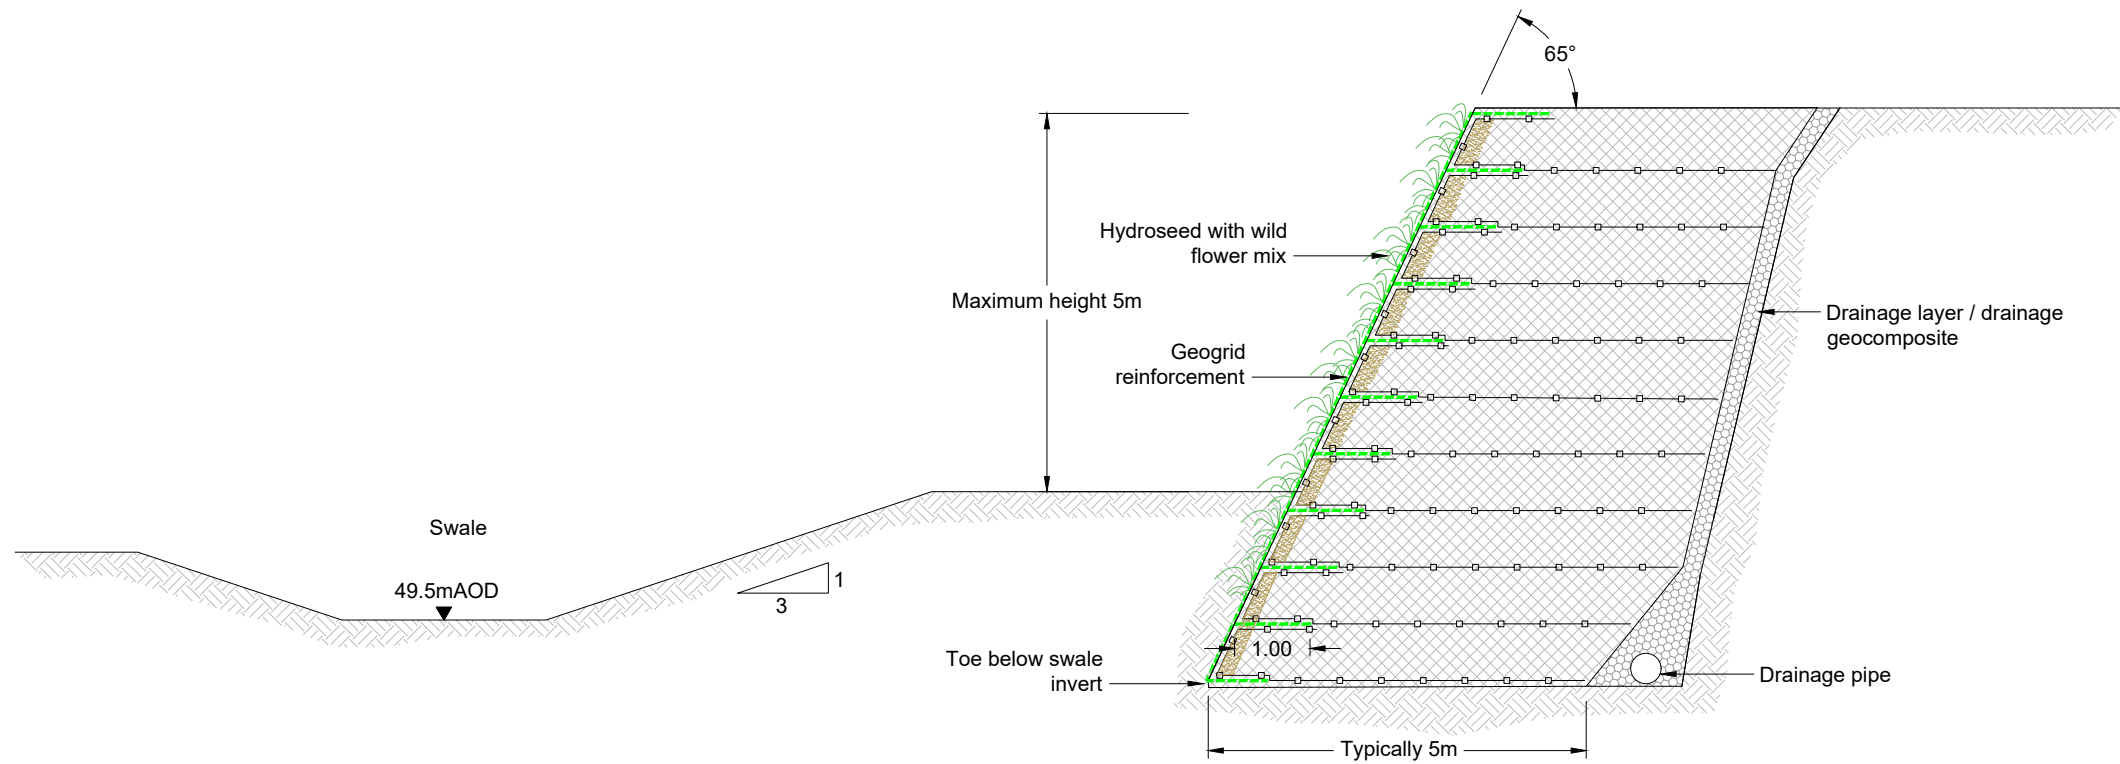 65°
Hydroseed with wild
flower mix
Maximum height 5m
Drainage layer / drainage
geocomposite
Geogrid
reinforcement
Swale
49.5mAOD
1
3
1.00
Toe below swale
invert
Drainage pipe
Typically 5m